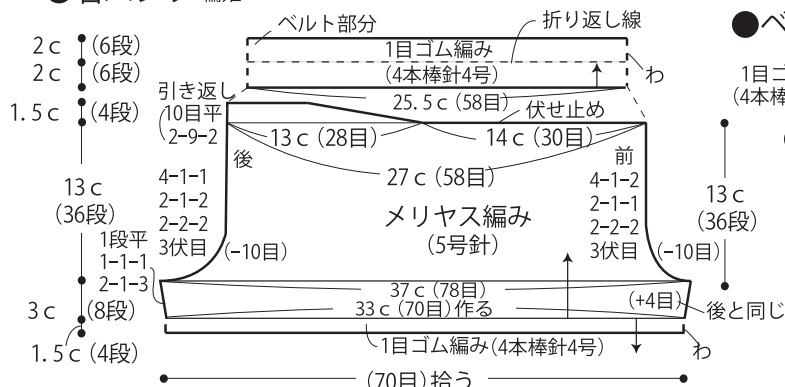 ベルト部分
折り返し線
2c (6段)
2c (6段)
1目ゴム編み
(4本棒針4号)
わ
引き返し
10目平
2-9-2
25.5c (58目)
伏せ止め
1.5c (4段)
13c (28目)
14c (30目)
後
前
27c (58目)
13c
(36段)
4-1-1
2-1-2
2-2-2
3伏目
(-10目)
メリヤス編み
(5号針)
4-1-2
2-1-1
2-2-2
3伏目
(-10目)
13c
(36段)
1段平
1-1-1
2-1-3
3c (8段)
37c (78目)
33c (70目) 作る
(+4目)
後と同じ
1.5c (4段)
1目ゴム編み (4本棒針4号)
わ
(70目) 拾う
●ベ
1目ゴ
(4本棒